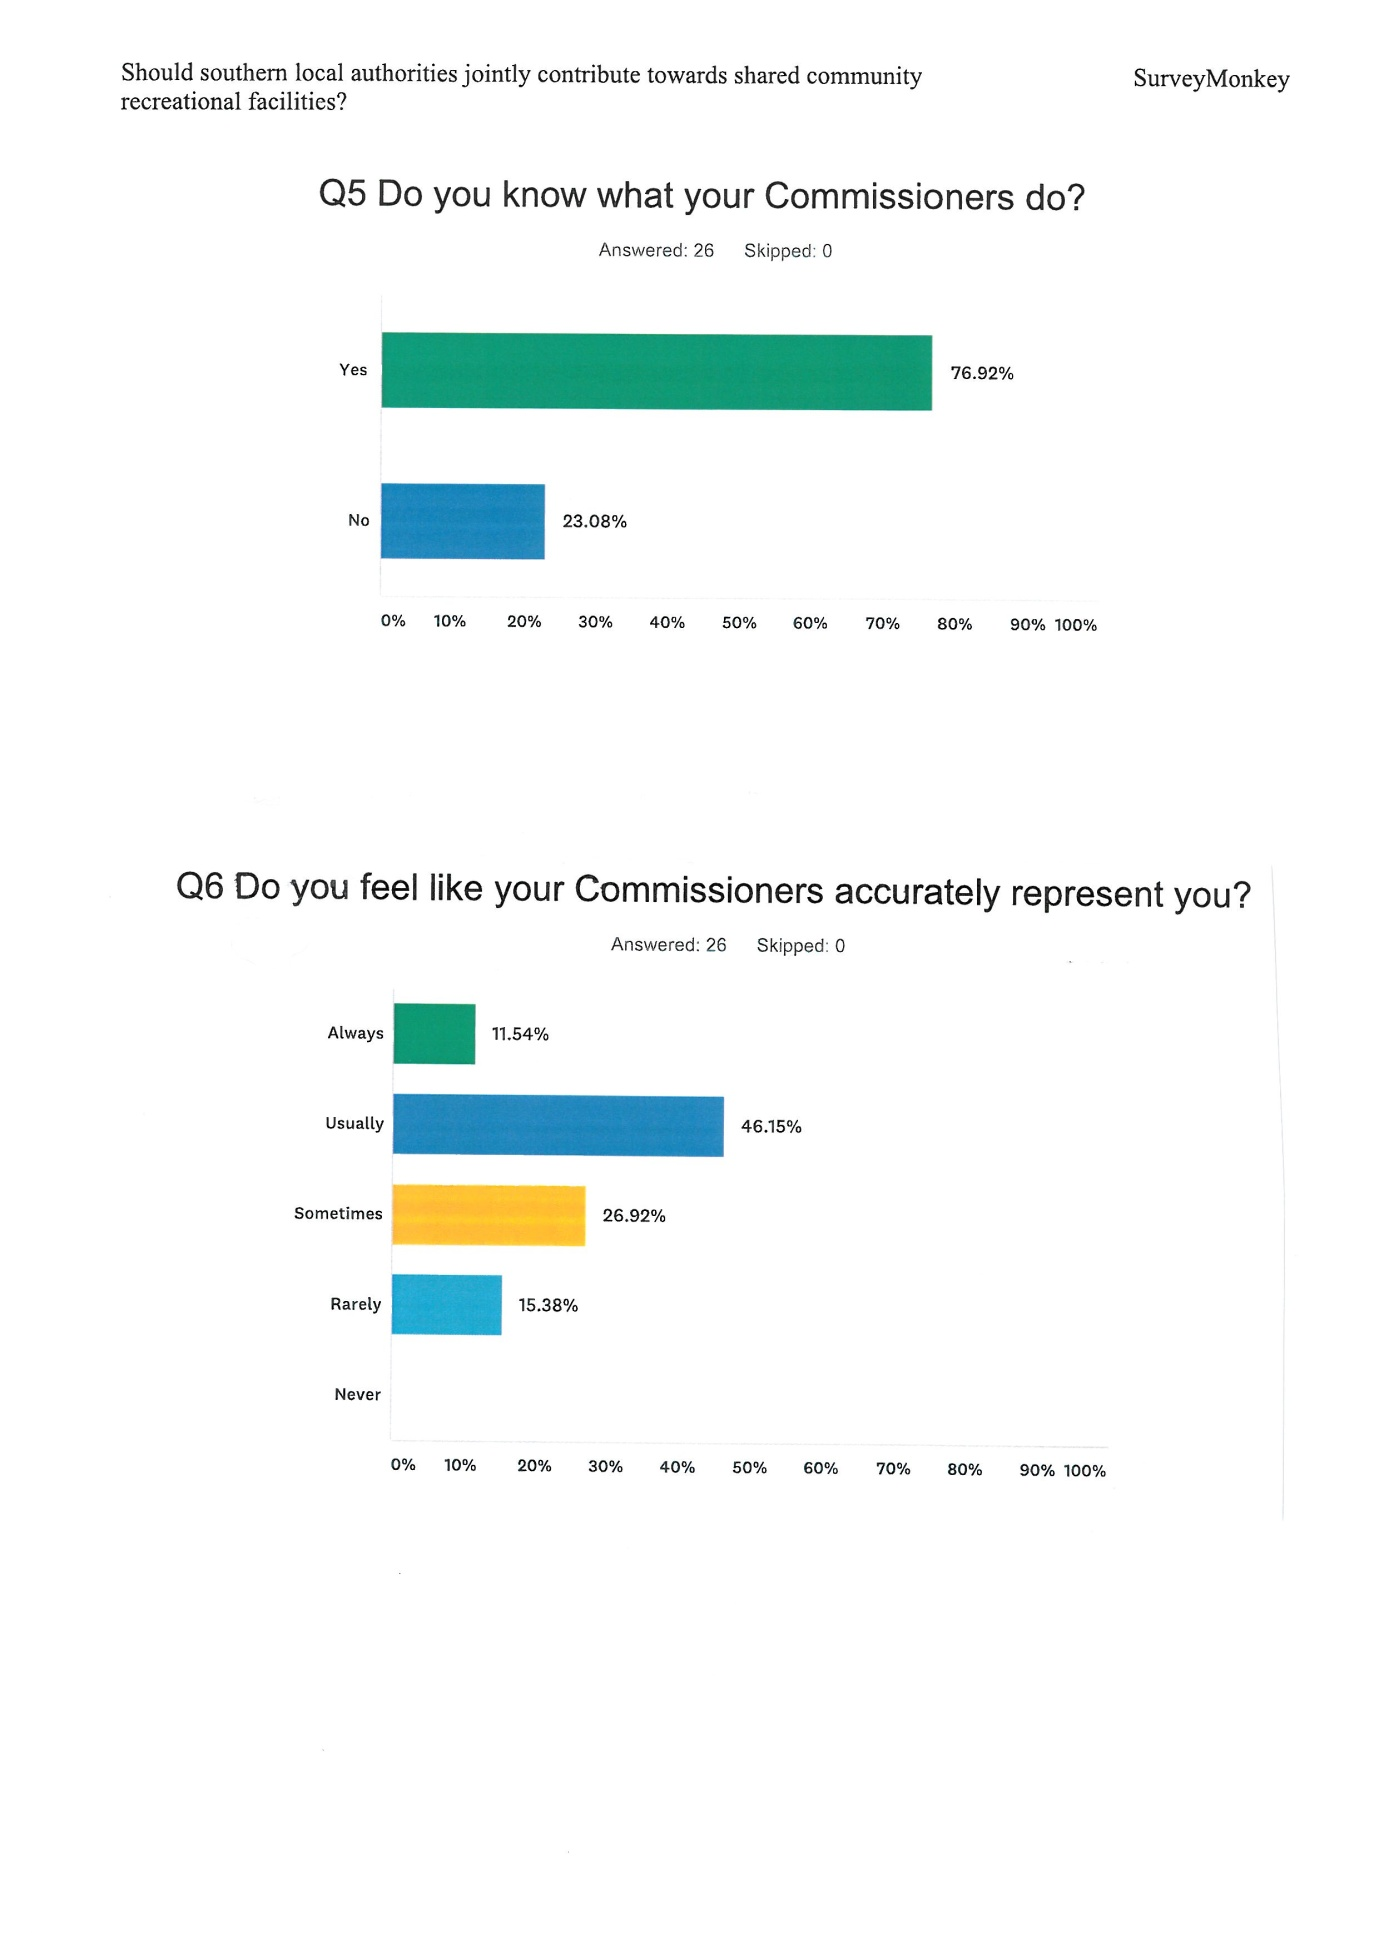 Should southern local authorities jointly contribute towards shared community
recreational facilities?
SurveyMonkey
Q5 Do you know what your Commissioners do?
Answered: 26 Skipped: 0
Yes
76.92%
No
23.08%
0% 10% 20% 30% 40% 50% 60% 70% 80% 90% 100%
Q6 Do you feel like your Commissioners accurately represent you?
Answered: 26 Skipped: 0
Always
11.54%
Usually
46.15%
Sometimes
26.92%
Rarely
15.38%
Never
0% 10% 20% 30% 40% 50% 60% 70% 80% 90% 100%